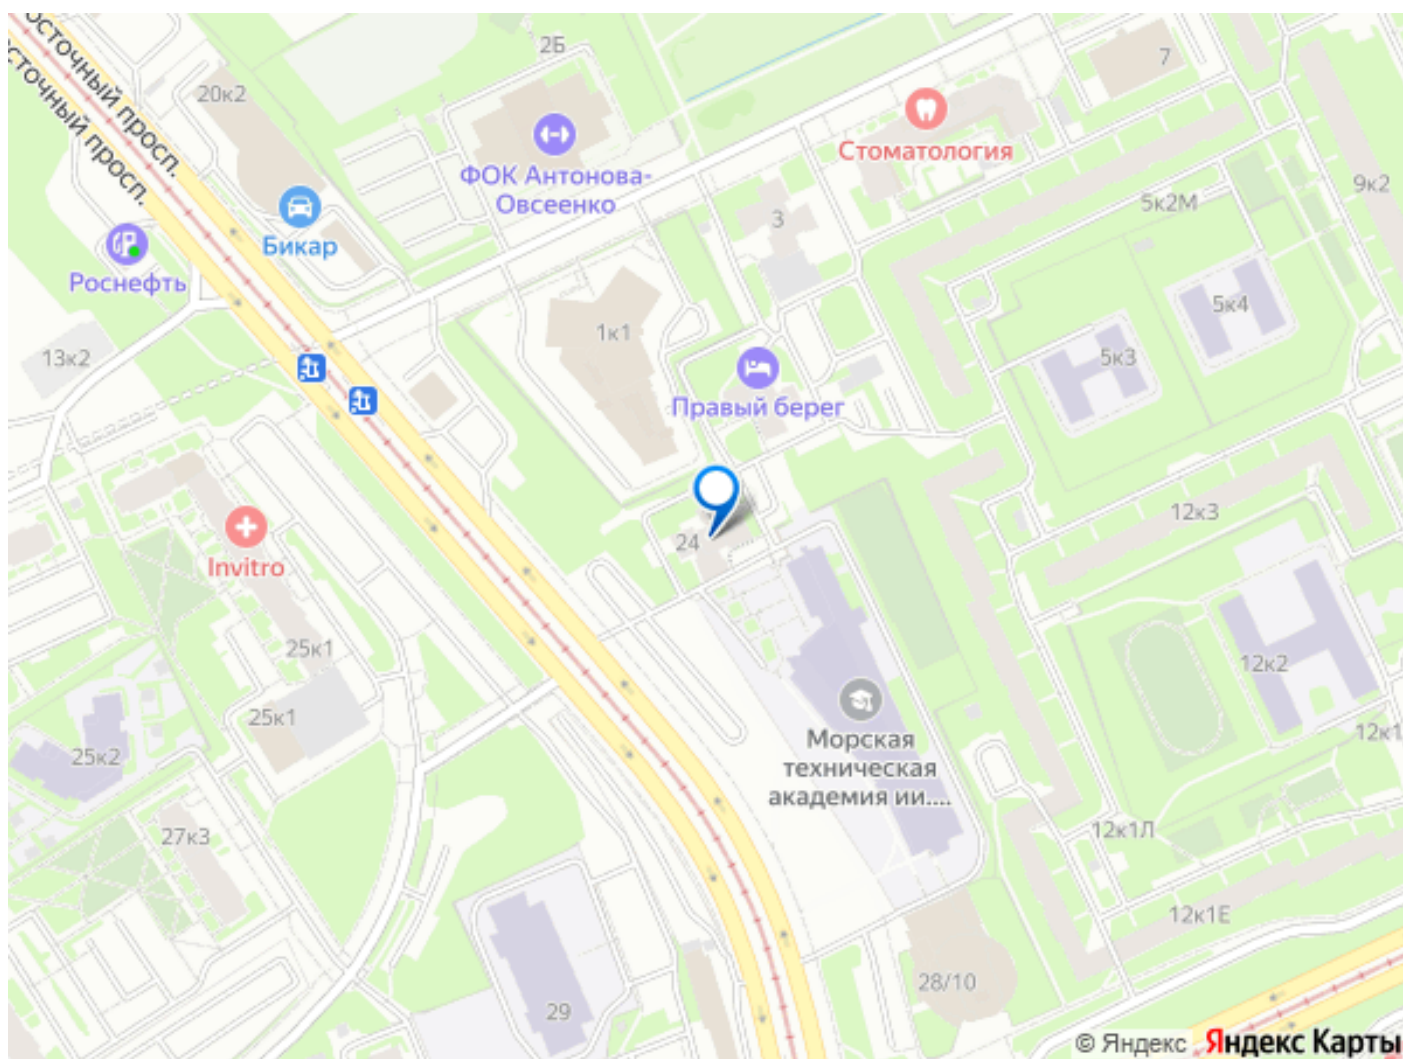 осточный просп.
сточный просп.
20к2
2Б
ФОК Антонова-
Овсеенко
7
Стоматология
9к2
5к2М
3
Бикар
Роснефть
5к4
1к1
13к2
5к3
Правый берег
12к3
24
Invitro
25к1
12к2
25к1
25к2
Морская
техническая
академия ии....
12к1
27к3
12к1Л
12к1Е
28/10
29
© Яндекс Яндекс Карты